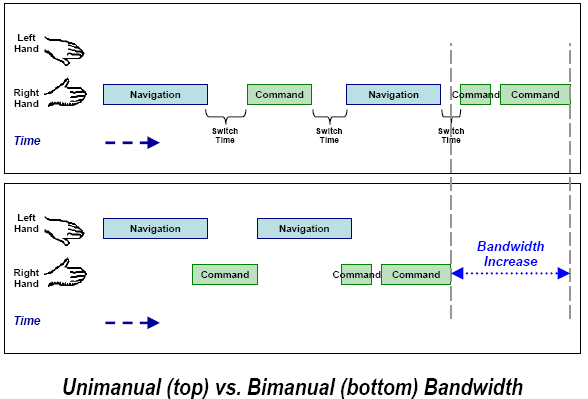 Left
Hand
Right
Hand
Navigation
Command
Navigation
Command
Command
Switch
Time
Switch
Time
Switch
Time
Time
Left
Hand
Navigation
Navigation
Right
Hand
Command
Command
Command
Bandwidth
Increase
Time
Unimanual (top) vs. Bimanual (bottom) Bandwidth